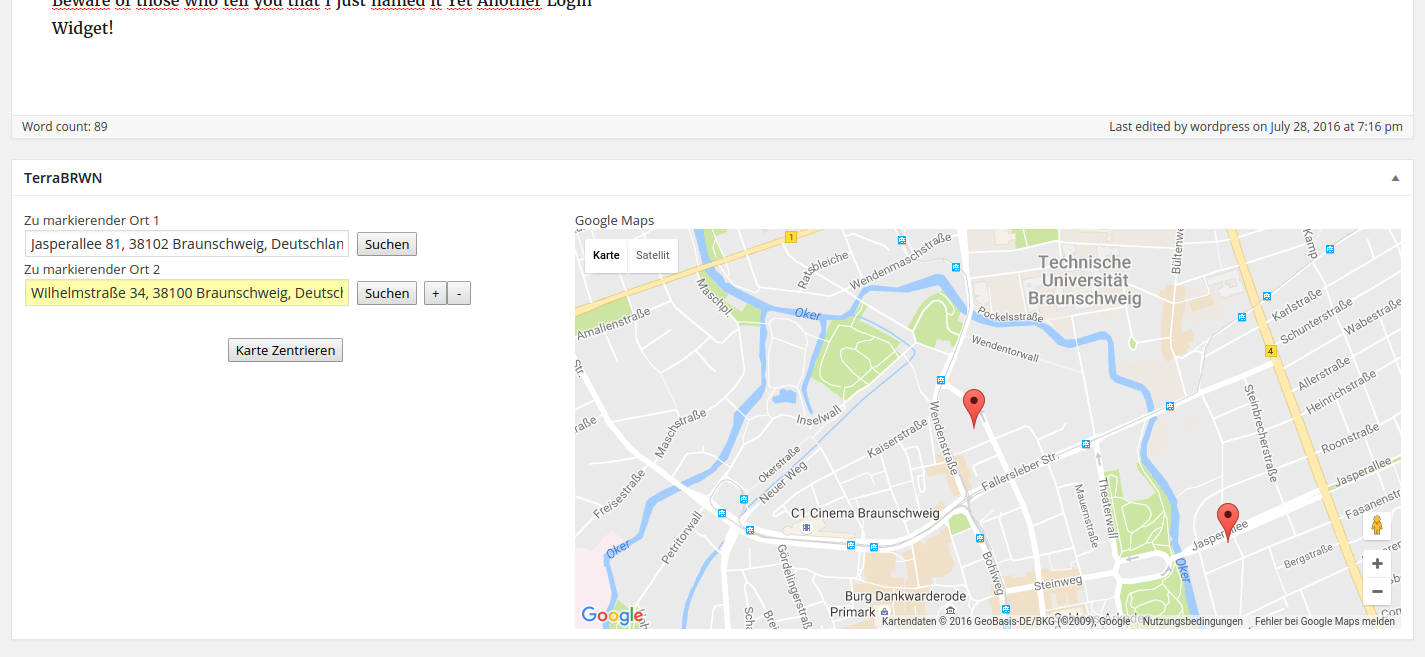 Beware of those who tell you that I just named it Yet Another Login
Widget!
Word count: 89
Last edited by wordpress on July 28, 2016 at 7:16 pm
TerraBRWN
Zu markierender Ort 1
Jasperallee 81, 38102 Braunschweig, Deutschlan
Suchen
Zu markierender Ort 2
Wilhelmstraße 34, 38100 Braunschweig, Deutsch
Suchen
+
-
Karte Zentrieren
Google Maps
Karte
Satellit
1
Ratsbleiche
Wendenmaschstraße
Technische
Universität
Braunschweig
Bültenwe
Kamp
Maschpl.
Oker
Pockelsstraße
Karlstraße
Schunterstraße
Wabestraße
Amalienstraße
Wendentorwall
4
Allerstraße
Heinrichstraße
Str.
Steinbrecherstraße
Inselwall
Wendenstraße
Maschstraße
Kaiserstraße
Roonstraße
raße
Fallersleber Str.
Okerstraße
Neuer Weg
Jasperallee
Freisestraße
Theaterwall
Mauernstraße
Fasanenstr
C1 Cinema Braunschweig
Petritorwall
Jasperallee
Oker
Gördelingerstraße
Bohlweg
Bergstraße
Steinweg
Oker
Burg Dankwarderode
Primark
Google
Kartendaten © 2016 GeoBasis-DE/BKG (©2009), Google
Nutzungsbedingungen
Fehler bei Google Maps melden